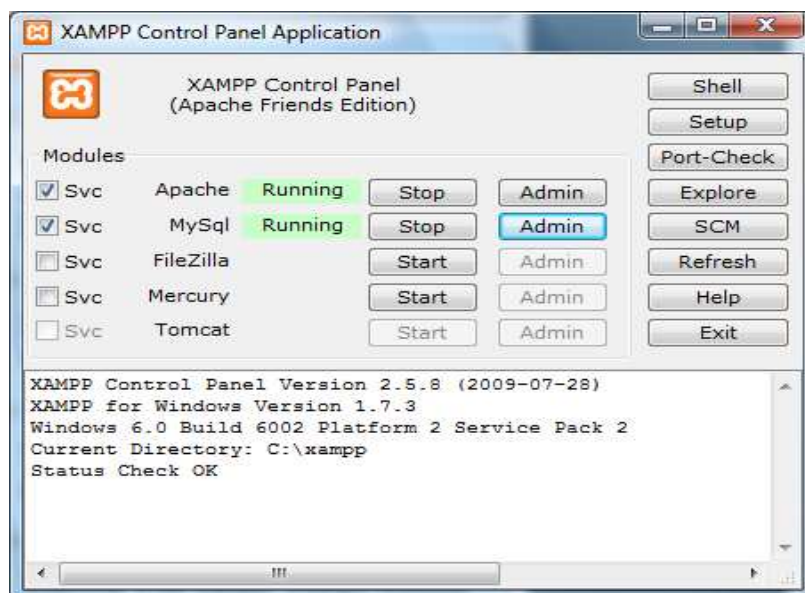 XAMPP Control Panel Application
XAMPP Control Panel
(Apache Friends Edition)
Shell
Setup
Modules
Port-Check
Svc Apache Running Stop Admin Explore
Svc MySql Running Stop Admin SCM
Svc FileZilla Start Admin Refresh
Svc Mercury Start Admin Help
Svc Tomcat Start Admin Exit
XAMPP Control Panel Version 2.5.8 (2009-07-28)
XAMPP for Windows Version 1.7.3
Windows 6.0 Build 6002 Platform 2 Service Pack 2
Current Directory: C:\xampp
Status Check OK